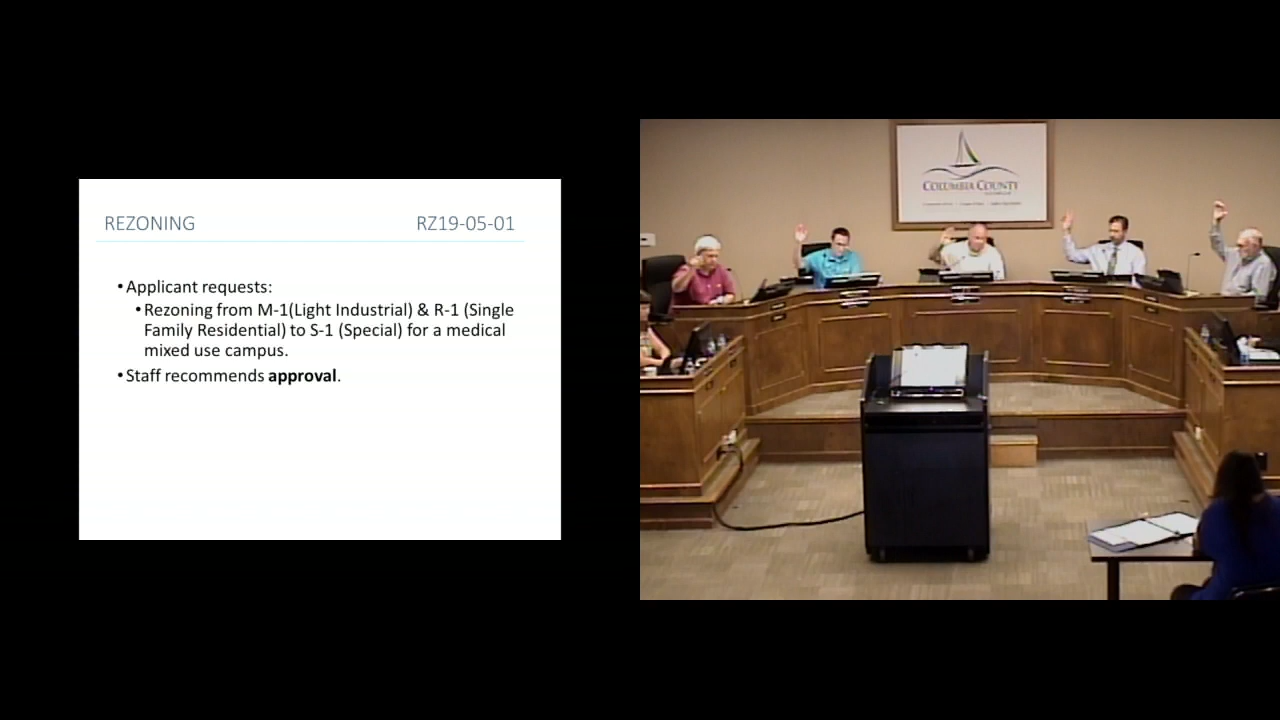 REZONING RZ19-05-01
•Applicant requests:
•Rezoning from M-1(Light Industrial) & R-1 (Single
Family Residential) to S-1 (Special) for a medical
mixed use campus.
•Staff recommends approval.
COLUMBIA COUNTY